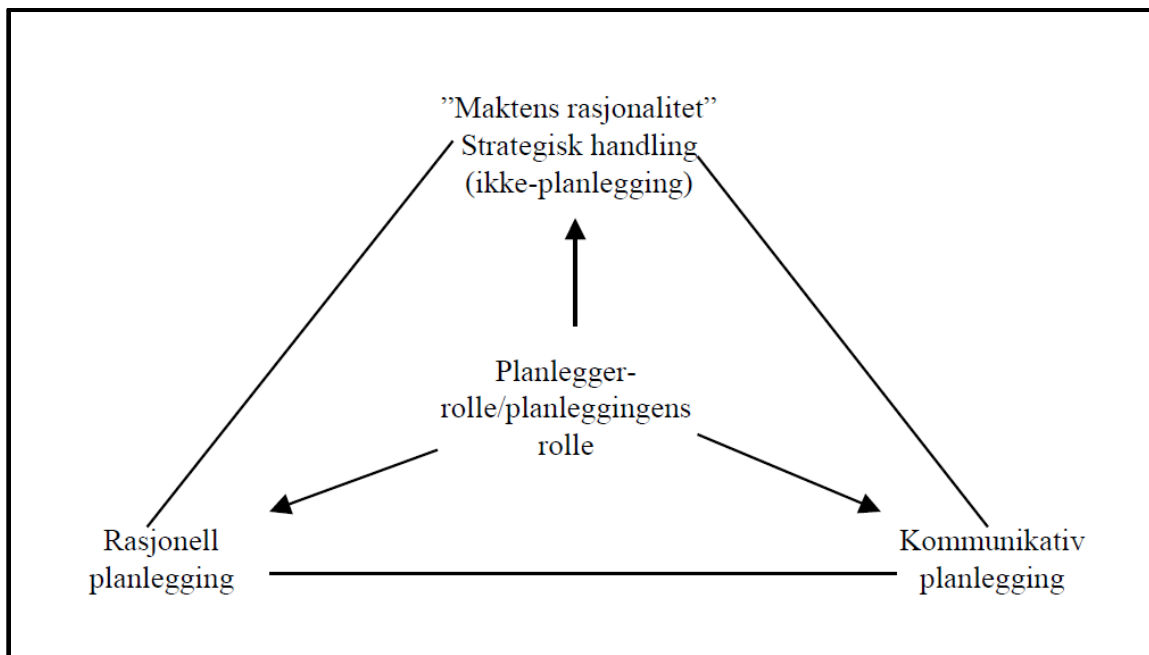 ”Maktens rasjonalitet”
Strategisk handling
(ikke-planlegging)
Planlegger-
rolle/planleggingens
rolle
Rasjonell
planlegging
Kommunikativ
planlegging